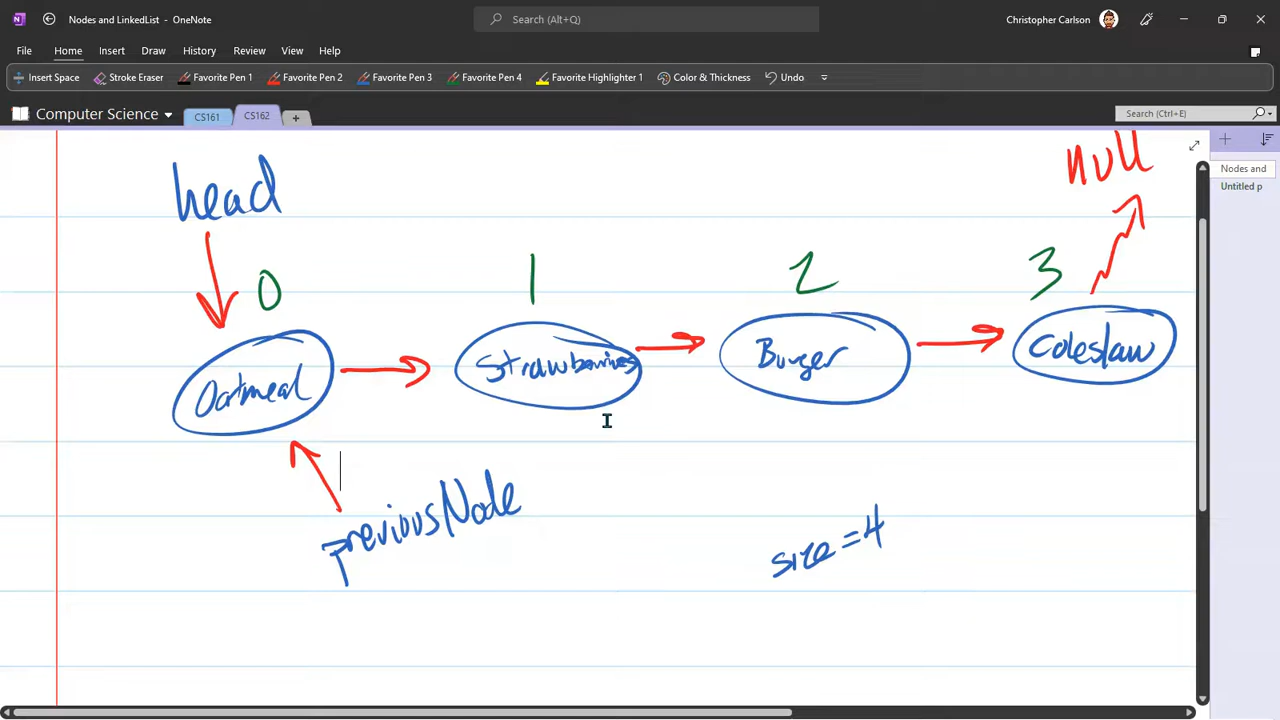 Nodes and LinkedList - OneNote
Search (Alt+Q)
Christopher Carlson
File Home Insert Draw History Review View Help
Insert Space Stroke Eraser Favorite Pen 1 Favorite Pen 2 Favorite Pen 3 Favorite Pen 4 Favorite Highlighter 1 Color & Thickness Undo
Computer Science CS161 CS162
Search (Ctrl+E)
Nodes and
Untitled p
null
head
0 1 2 3
Oatmeal Strawberries Burger Coleslaw
previousNode
size=4